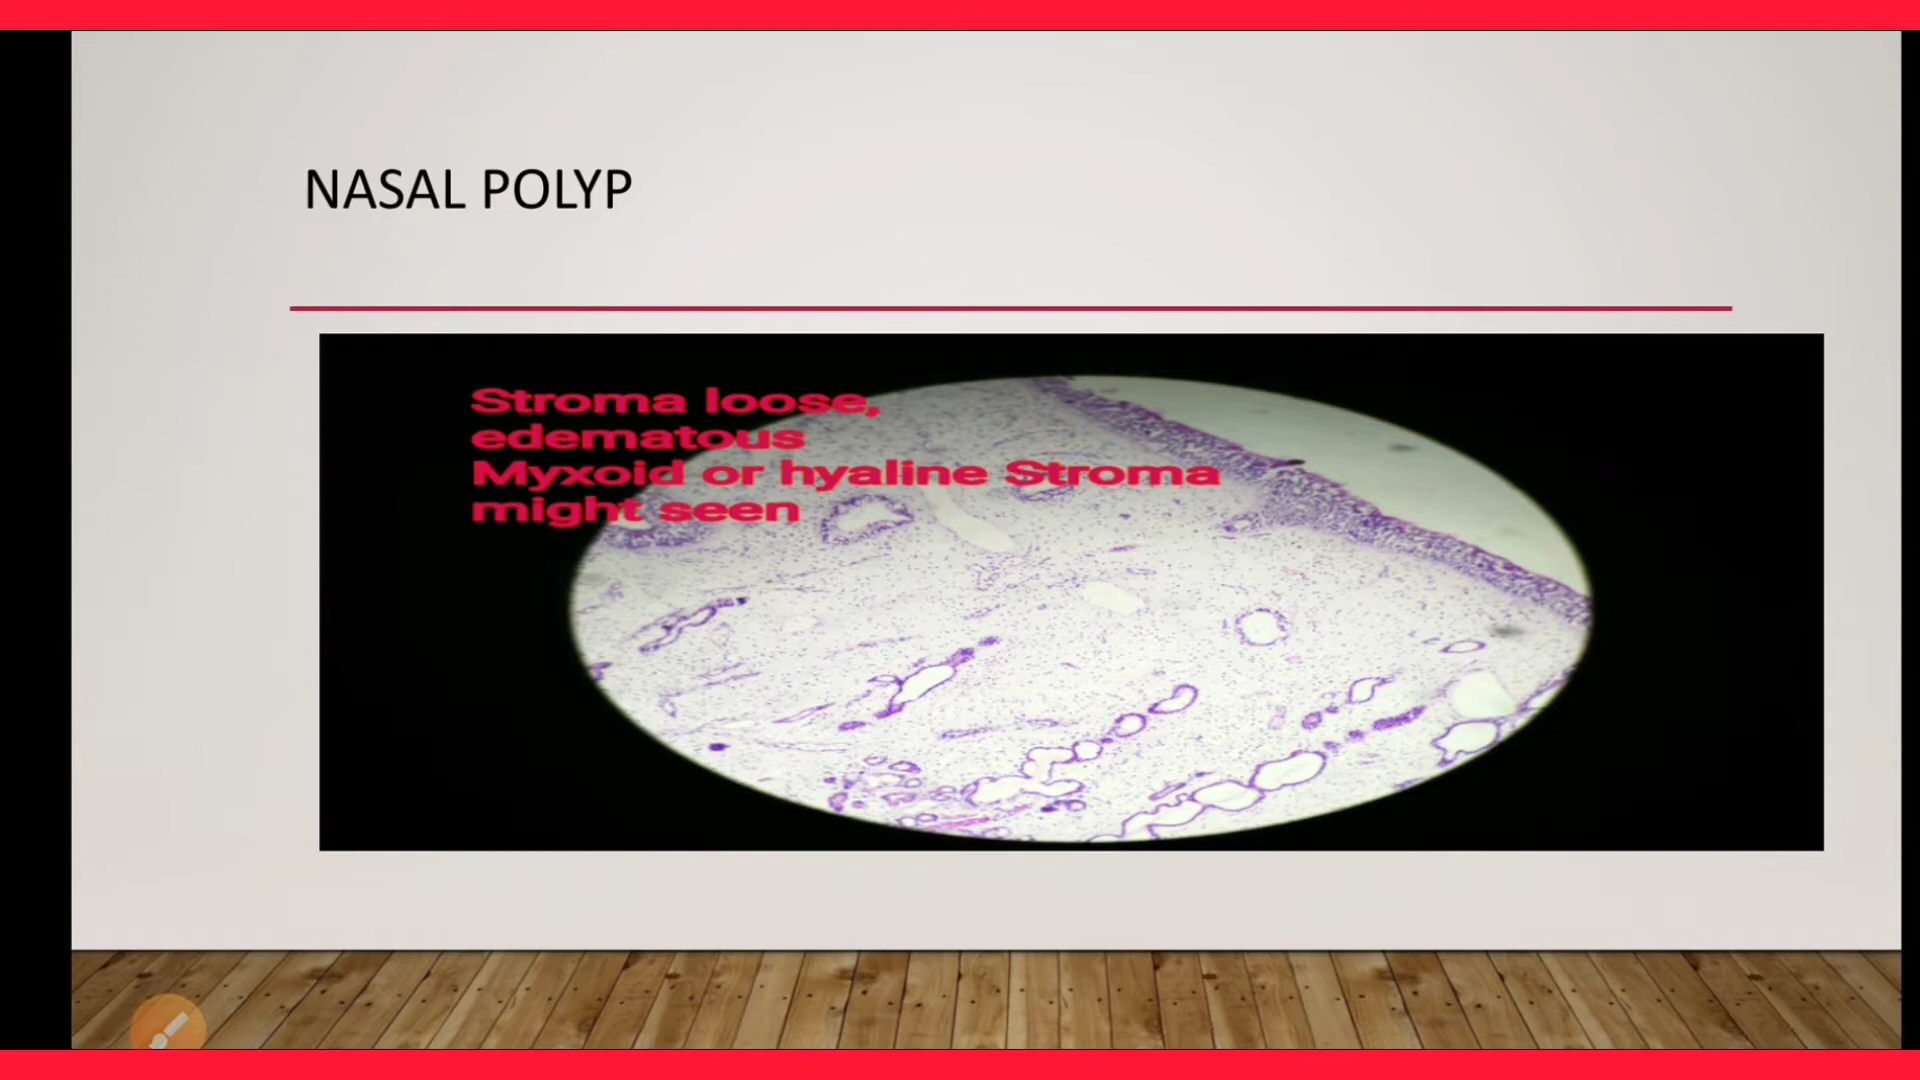 NASAL POLYP
Stroma loose,
edematous
Myxoid or hyaline Stroma
might seen